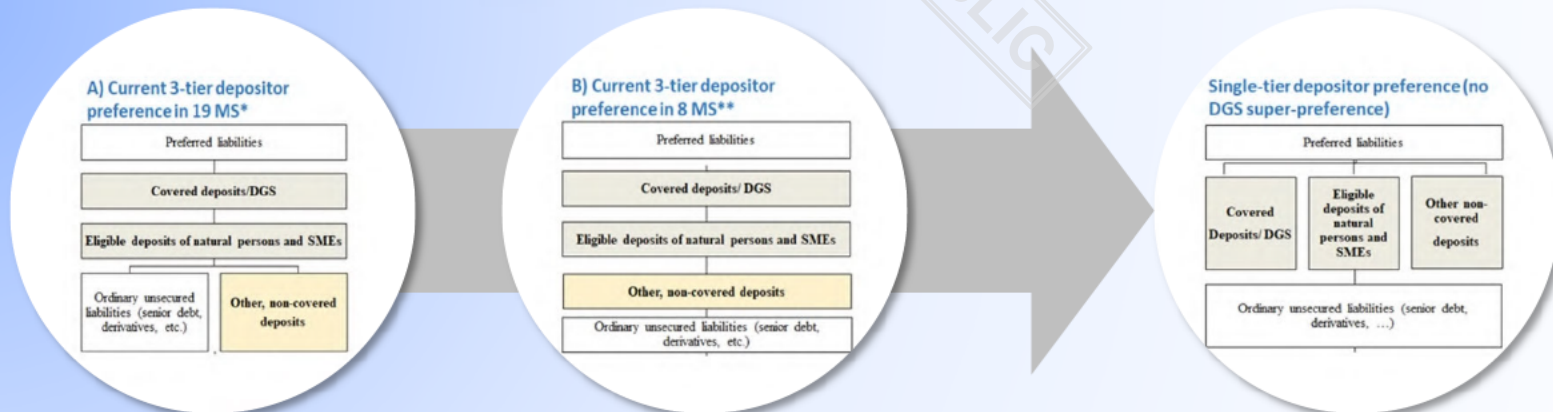 A) Current 3-tier depositor
preference in 19 MS*
Preferred liabilities
Covered deposits/DGS
Eligible deposits of natural persons and SMEs
Ordinary unsecured
liabilities (senior debt,
derivatives, etc.)
Other, non-covered
deposits
B) Current 3-tier depositor
preference in 8 MS**
Preferred liabilities
Covered deposits/ DGS
Eligible deposits of natural persons and SMEs
Other, non-covered deposits
Ordinary unsecured liabilities (senior debt,
derivatives, etc.)
Single-tier depositor preference (no
DGS super-preference)
Preferred liabilities
Covered
Deposits/ DGS
Eligible
deposits of
natural
persons and
SMEs
Other non-
covered
deposits
Ordinary unsecured liabilities (senior debt,
derivatives, ...)